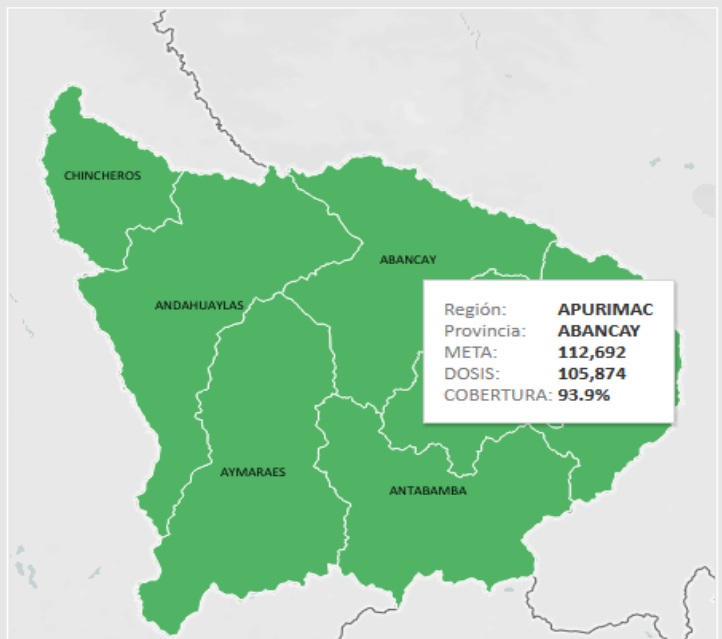 CHINCHEROS
ABANCAY
ANDAHUAYLAS
Región: APURIMAC
Provincia: ABANCAY
META: 112,692
DOSIS: 105,874
COBERTURA: 93.9%
AYMARAES
ANTABAMBA